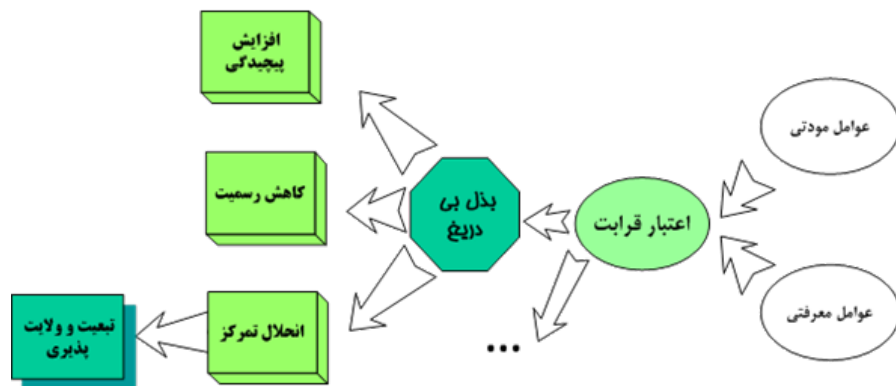 عوامل مودتی
عوامل معرفتی
اعتبار قرابت
...
بذل بی
دریغ
افزایش
پیچیدگی
کاهش رسمیت
انحلال تمرکز
تبعیت و ولایت
پذیری